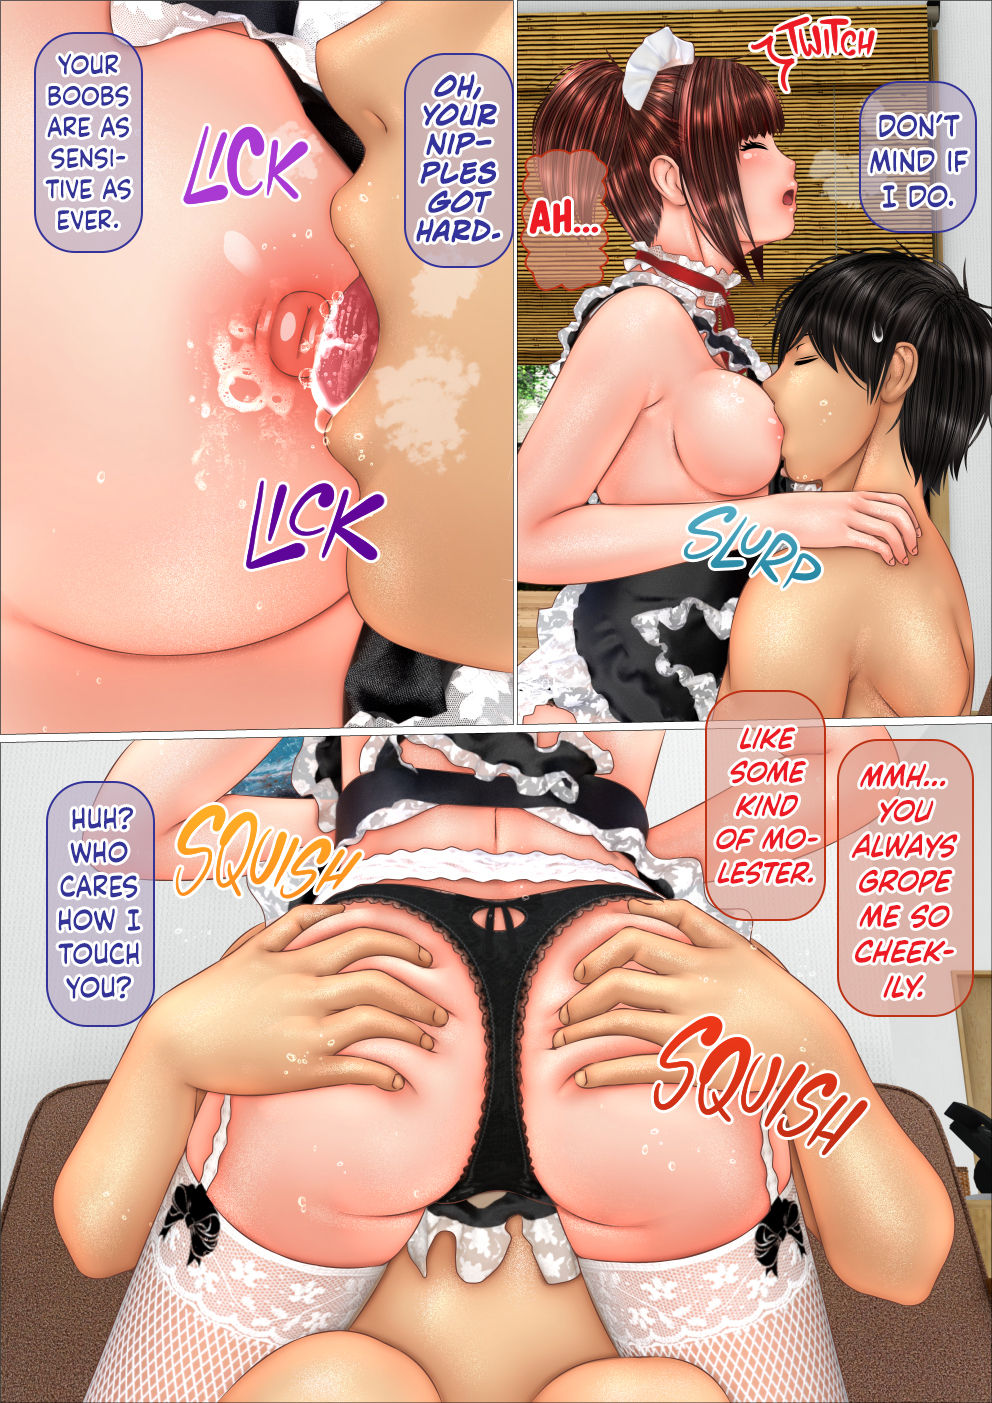 TWITCH
DON'T
MIND IF
I DO.
AH...
SLURP
OH,
YOUR
NIP-
PLES
GOT
HARD.
YOUR
BOOBS
ARE AS
SENSI-
TIVE AS
EVER.
LICK
LICK
MMH...
YOU
ALWAYS
GROPE
ME SO
CHEEK-
ILY.
LIKE
SOME
KIND
OF MO-
LESTER.
HUH?
WHO
CARES
HOW I
TOUCH
YOU?
SQUISH
SQUISH